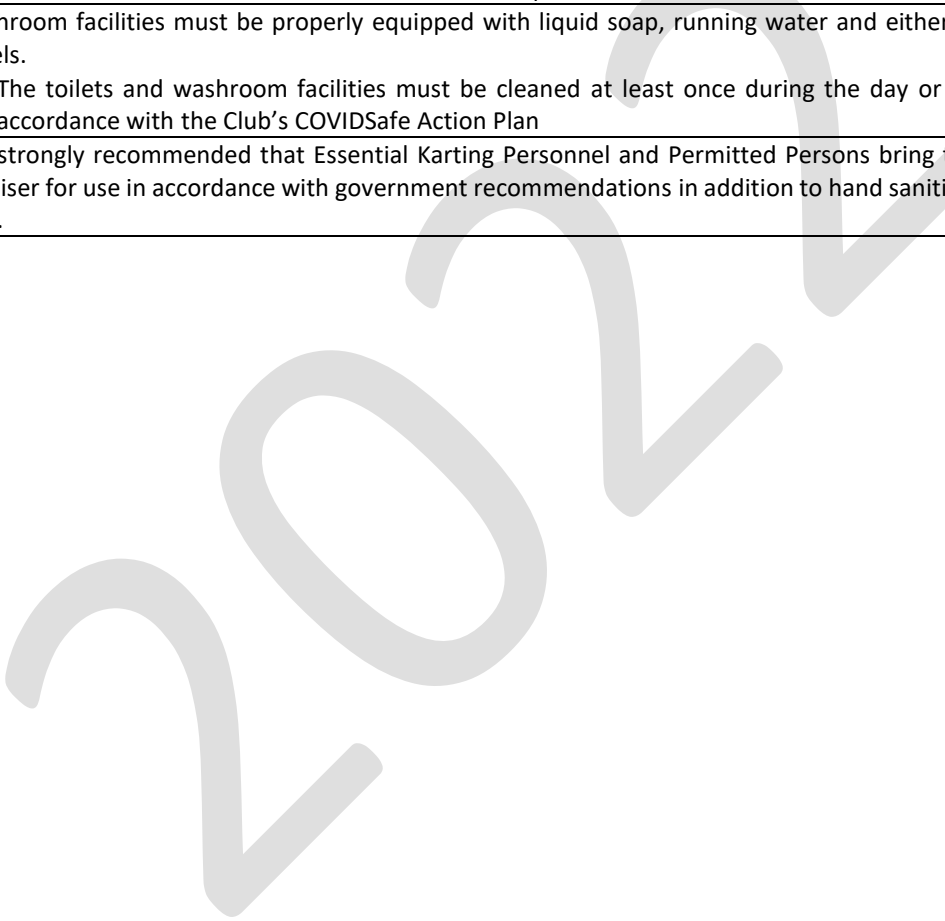 hroom facilities must be properly equipped with liquid soap, running water and either
els.
The toilets and washroom facilities must be cleaned at least once during the day or
accordance with the Club’s COVIDSafe Action Plan
strongly recommended that Essential Karting Personnel and Permitted Persons bring
iser for use in accordance with government recommendations in addition to hand saniti
2022